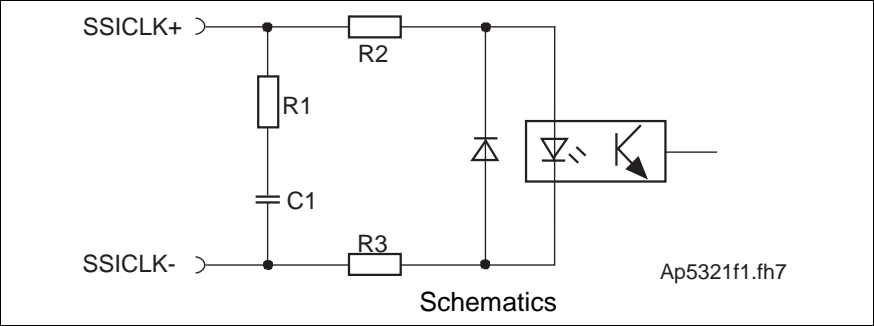 SSICLK+
R2
R1
C1
R3
SSICLK-
Ap5321f1.fh7
Schematics